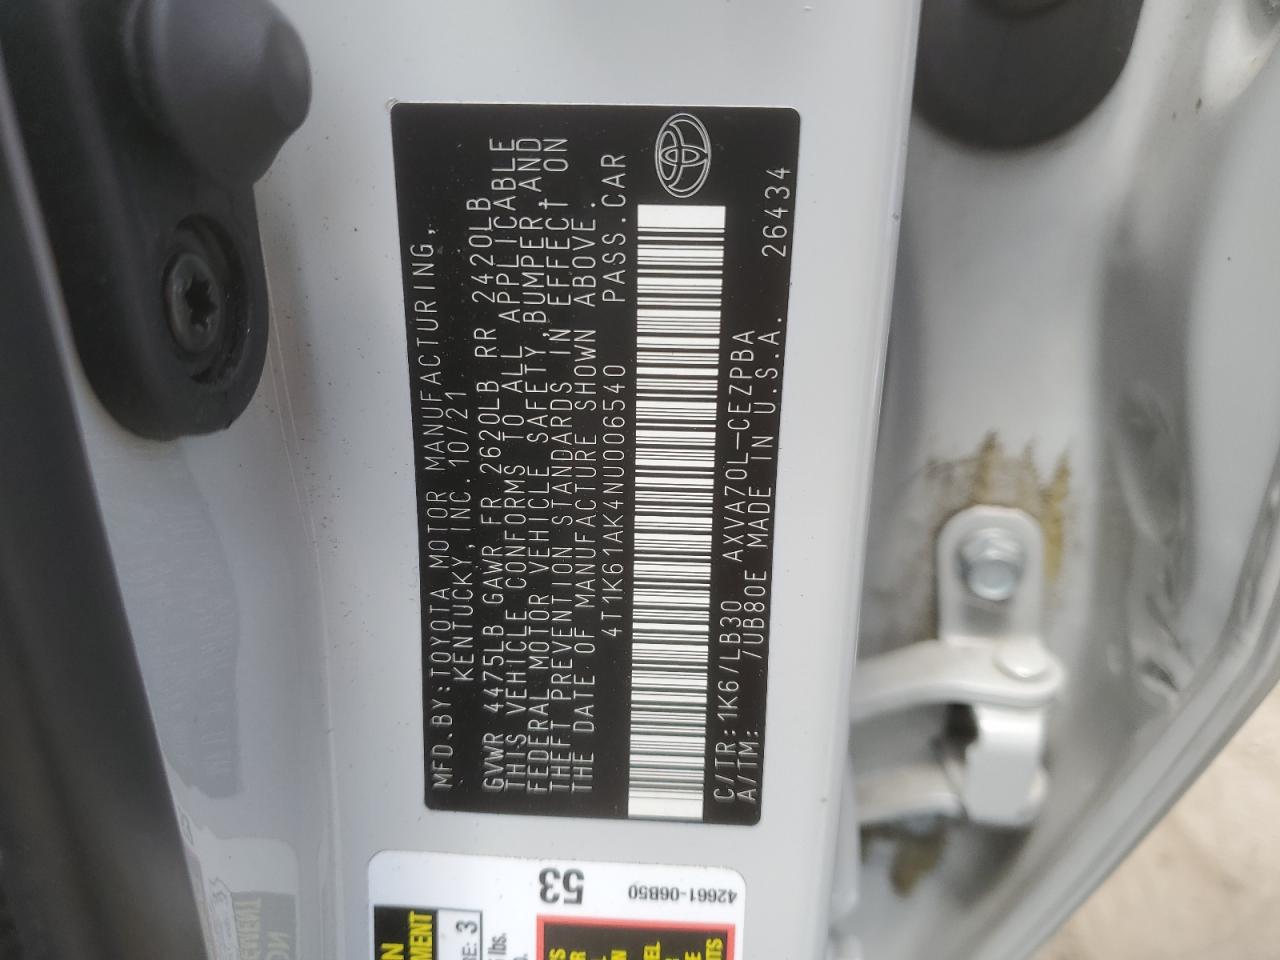 MFD.BY:TOYOTA MOTOR MANUFACTURING,
KENTUCKY,INC.10/21
GVWR 4475LB GAWR FR 2620LB RR 2420LB
THIS VEHICLE CONFORMS TO ALL APPLICABLE
FEDERAL MOTOR VEHICLE SAFETY,BUMPER,AND
THEFT PREVENTION STANDARDS IN EFFECT ON
THE DATE OF MANUFACTURE SHOWN ABOVE.
4T1K61AK4NU006540 PASS.CAR
C/TR:1K6/LB30 AXVA70L-CEZPBA
A/TM: /UB80E MADE IN U.S.A. 26434
53
42661-06B50
3
lbs.